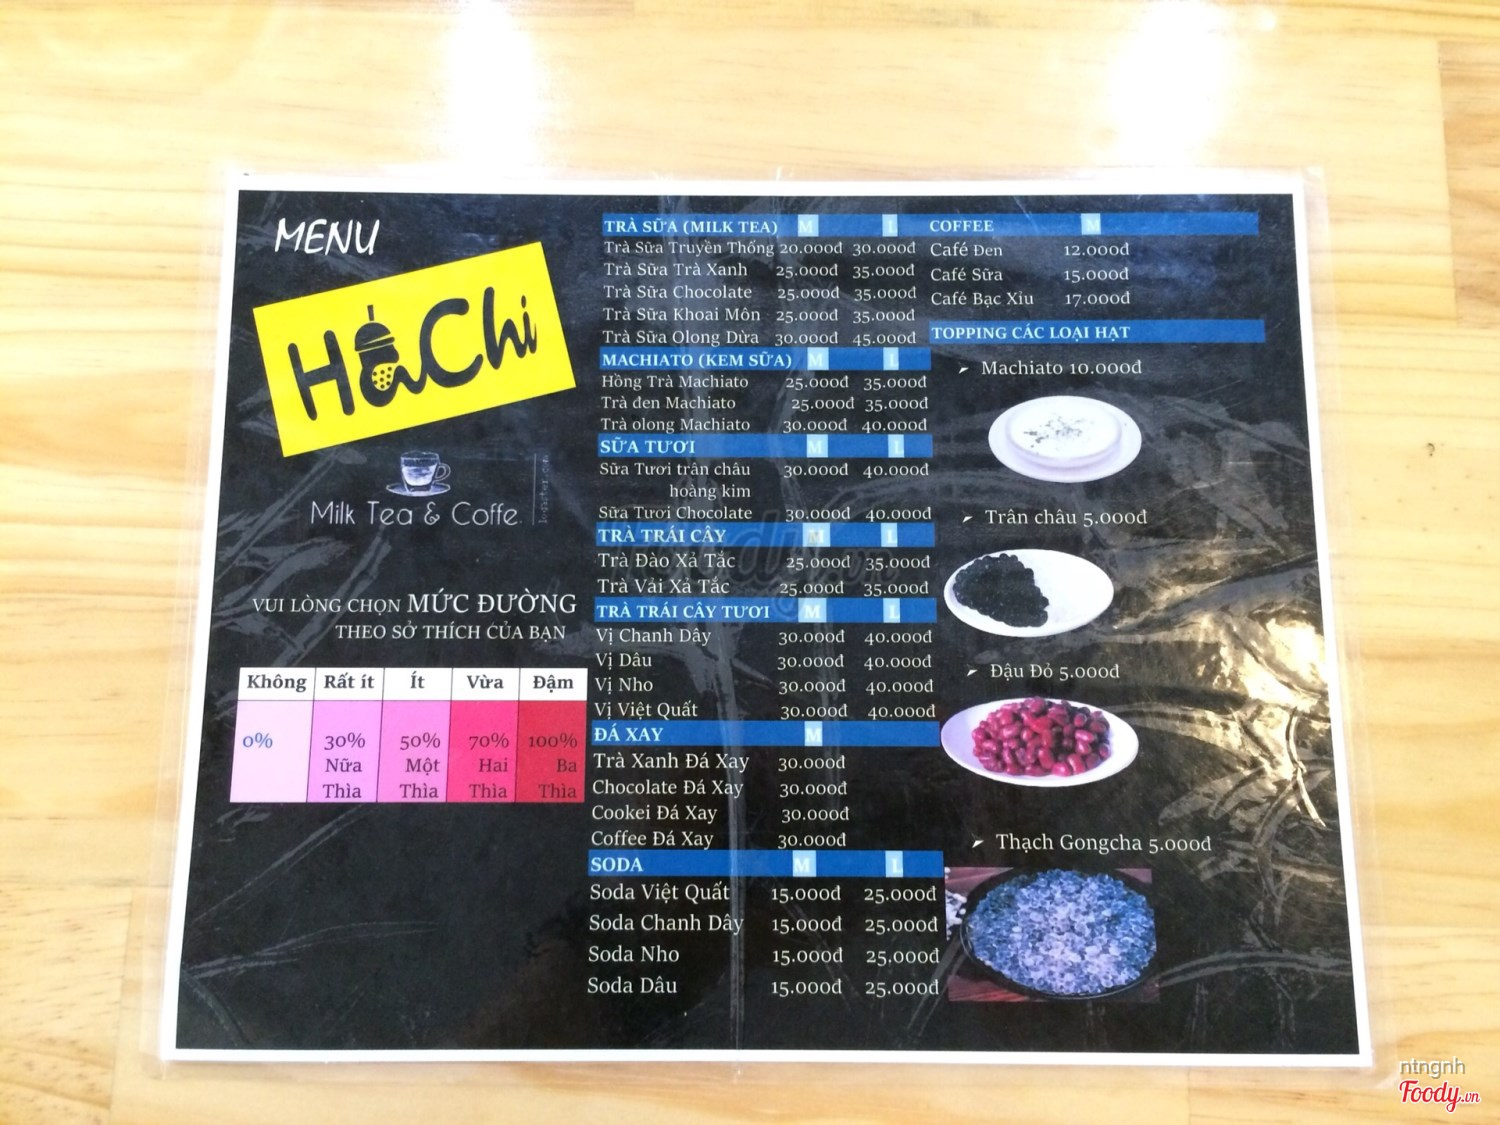 MENU
HaChi
Milk Tea & Coffe
logaster.com
VUI LÒNG CHỌN MỨC ĐƯỜNG
THEO SỞ THÍCH CỦA BẠN
Không Rất ít Ít Vừa Đậm
0% 30% 50% 70% 100%
Nữa Một Hai Ba
Thìa Thìa Thìa Thìa
TRÀ SỮA (MILK TEA) M L
Trà Sữa Truyền Thống 20.000đ 30.000đ
Trà Sữa Trà Xanh 25.000đ 35.000đ
Trà Sữa Chocolate 25.000đ 35.000đ
Trà Sữa Khoai Môn 25.000đ 35.000đ
Trà Sữa Olong Dừa 30.000đ 45.000đ
MACHIATO (KEM SỮA) M L
Hồng Trà Machiato 25.000đ 35.000đ
Trà đen Machiato 25.000đ 35.000đ
Trà olong Machiato 30.000đ 40.000đ
SỮA TƯƠI M L
Sữa Tươi trân châu 30.000đ 40.000đ
hoàng kim
Sữa Tươi Chocolate 30.000đ 40.000đ
TRÀ TRÁI CÂY M L
Trà Đào Xả Tắc 25.000đ 35.000đ
Trà Vải Xả Tắc 25.000đ 35.000đ
TRÀ TRÁI CÂY TƯƠI M L
Vị Chanh Dây 30.000đ 40.000đ
Vị Dâu 30.000đ 40.000đ
Vị Nho 30.000đ 40.000đ
Vị Việt Quất 30.000đ 40.000đ
ĐÁ XAY M
Trà Xanh Đá Xay 30.000đ
Chocolate Đá Xay 30.000đ
Cookei Đá Xay 30.000đ
Coffee Đá Xay 30.000đ
SODA M L
Soda Việt Quất 15.000đ 25.000đ
Soda Chanh Dây 15.000đ 25.000đ
Soda Nho 15.000đ 25.000đ
Soda Dâu 15.000đ 25.000đ
COFFEE M
Café Đen 12.000đ
Café Sữa 15.000đ
Café Bạc Xỉu 17.000đ
TOPPING CÁC LOẠI HẠT
Machiato 10.000đ
Trân châu 5.000đ
Đậu Đỏ 5.000đ
Thạch Gongcha 5.000đ
ntngnh
Foody.vn